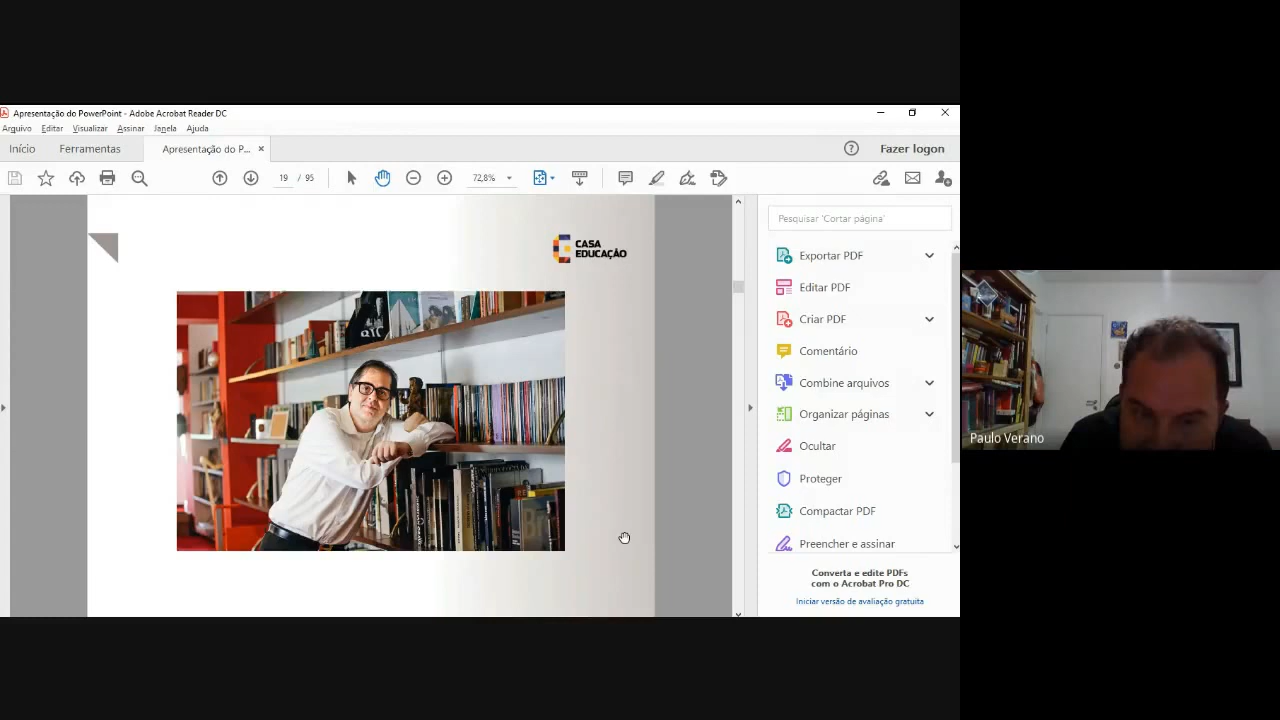 Apresentação do PowerPoint - Adobe Acrobat Reader DC
Arquivo Editar Visualizar Assinar Janela Ajuda
Início Ferramentas Apresentação do P... Fazer logon
19 / 95 72,8%
CASA
EDUCAÇÃO
Pesquisar 'Cortar página'
Exportar PDF
Editar PDF
Criar PDF
Comentário
Combine arquivos
Organizar páginas
Ocultar
Proteger
Compactar PDF
Preencher e assinar
Converta e edite PDFs
com o Acrobat Pro DC
Iniciar versão de avaliação gratuita
Paulo Verano